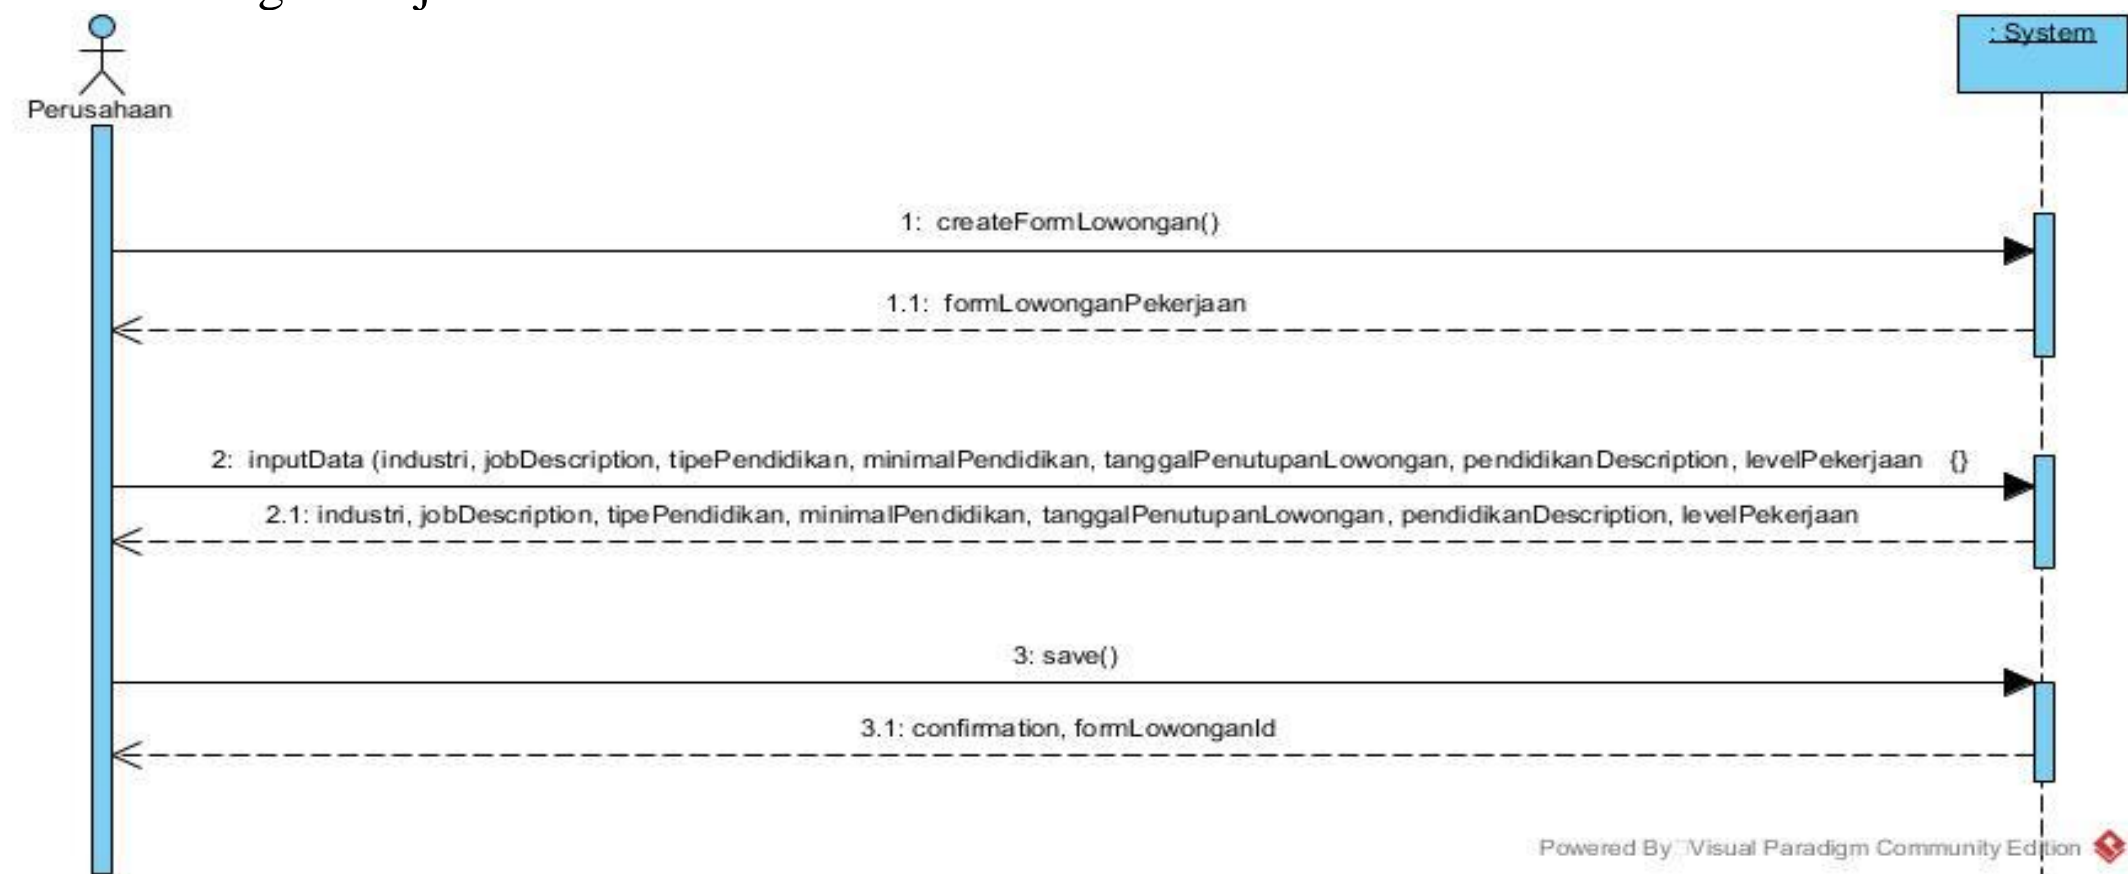 : System
Perusahaan
1: createFormLowongan()
1.1: formLowonganPekerjaan
2: inputData (industri, jobDescription, tipePendidikan, minimalPendidikan, tanggalPenutupanLowongan, pendidikanDescription, levelPekerjaan {}
2.1: industri, jobDescription, tipePendidikan, minimalPendidikan, tanggalPenutupanLowongan, pendidikanDescription, levelPekerjaan
3: save()
3.1: confirmation, formLowonganId
Powered By Visual Paradigm Community Edition